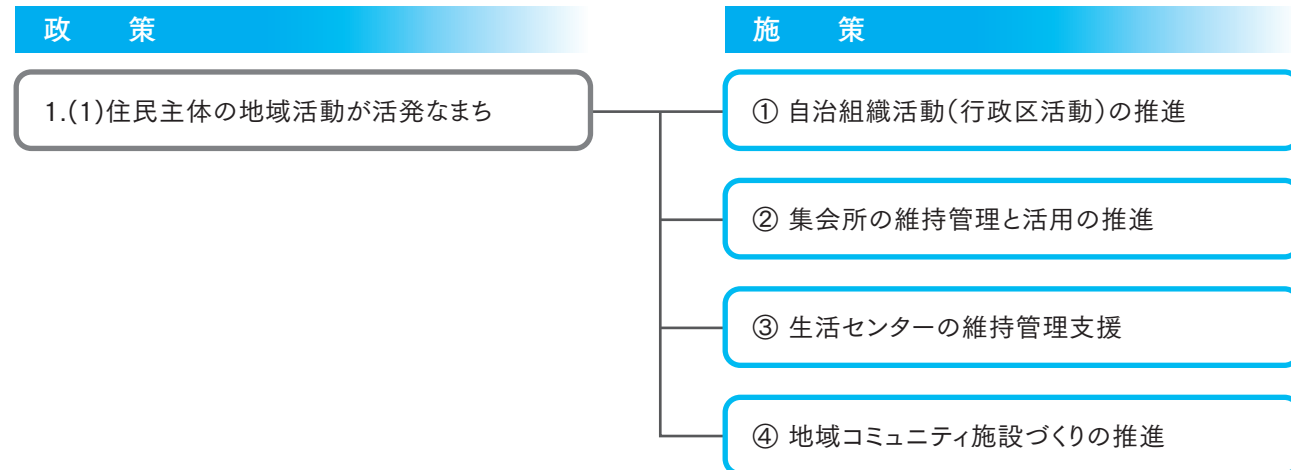 政　策
施　策
1.(1)住民主体の地域活動が活発なまち
① 自治組織活動(行政区活動)の推進
② 集会所の維持管理と活用の推進
③ 生活センターの維持管理支援
④ 地域コミュニティ施設づくりの推進